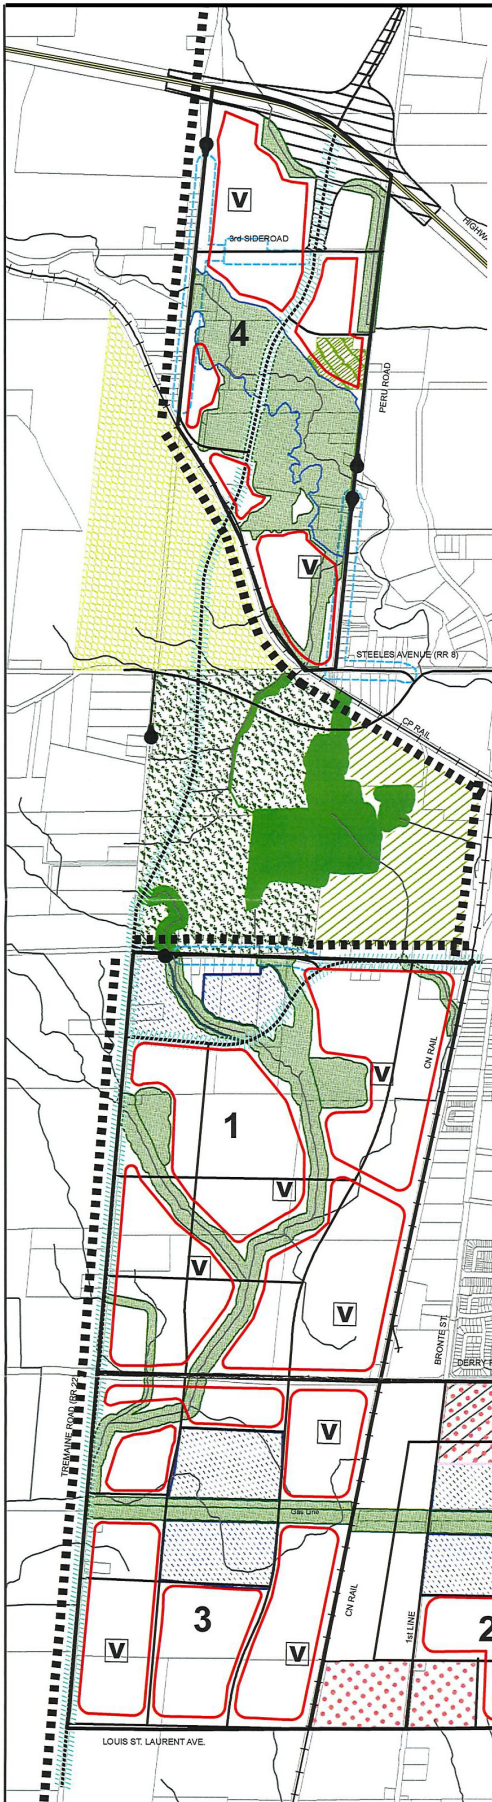 V
3rd SIDEROAD
HIGHWA
4
PERU ROAD
V
STEELES AVENUE (RR 8)
CP RAIL
CN RAIL
V
1
V
V
V
BRONTE ST.
DERRY R
TREMAINE ROAD (RR 22)
V
Gas Line
CN RAIL
1st LINE
3
2
V
V
LOUIS ST. LAURENT AVE.